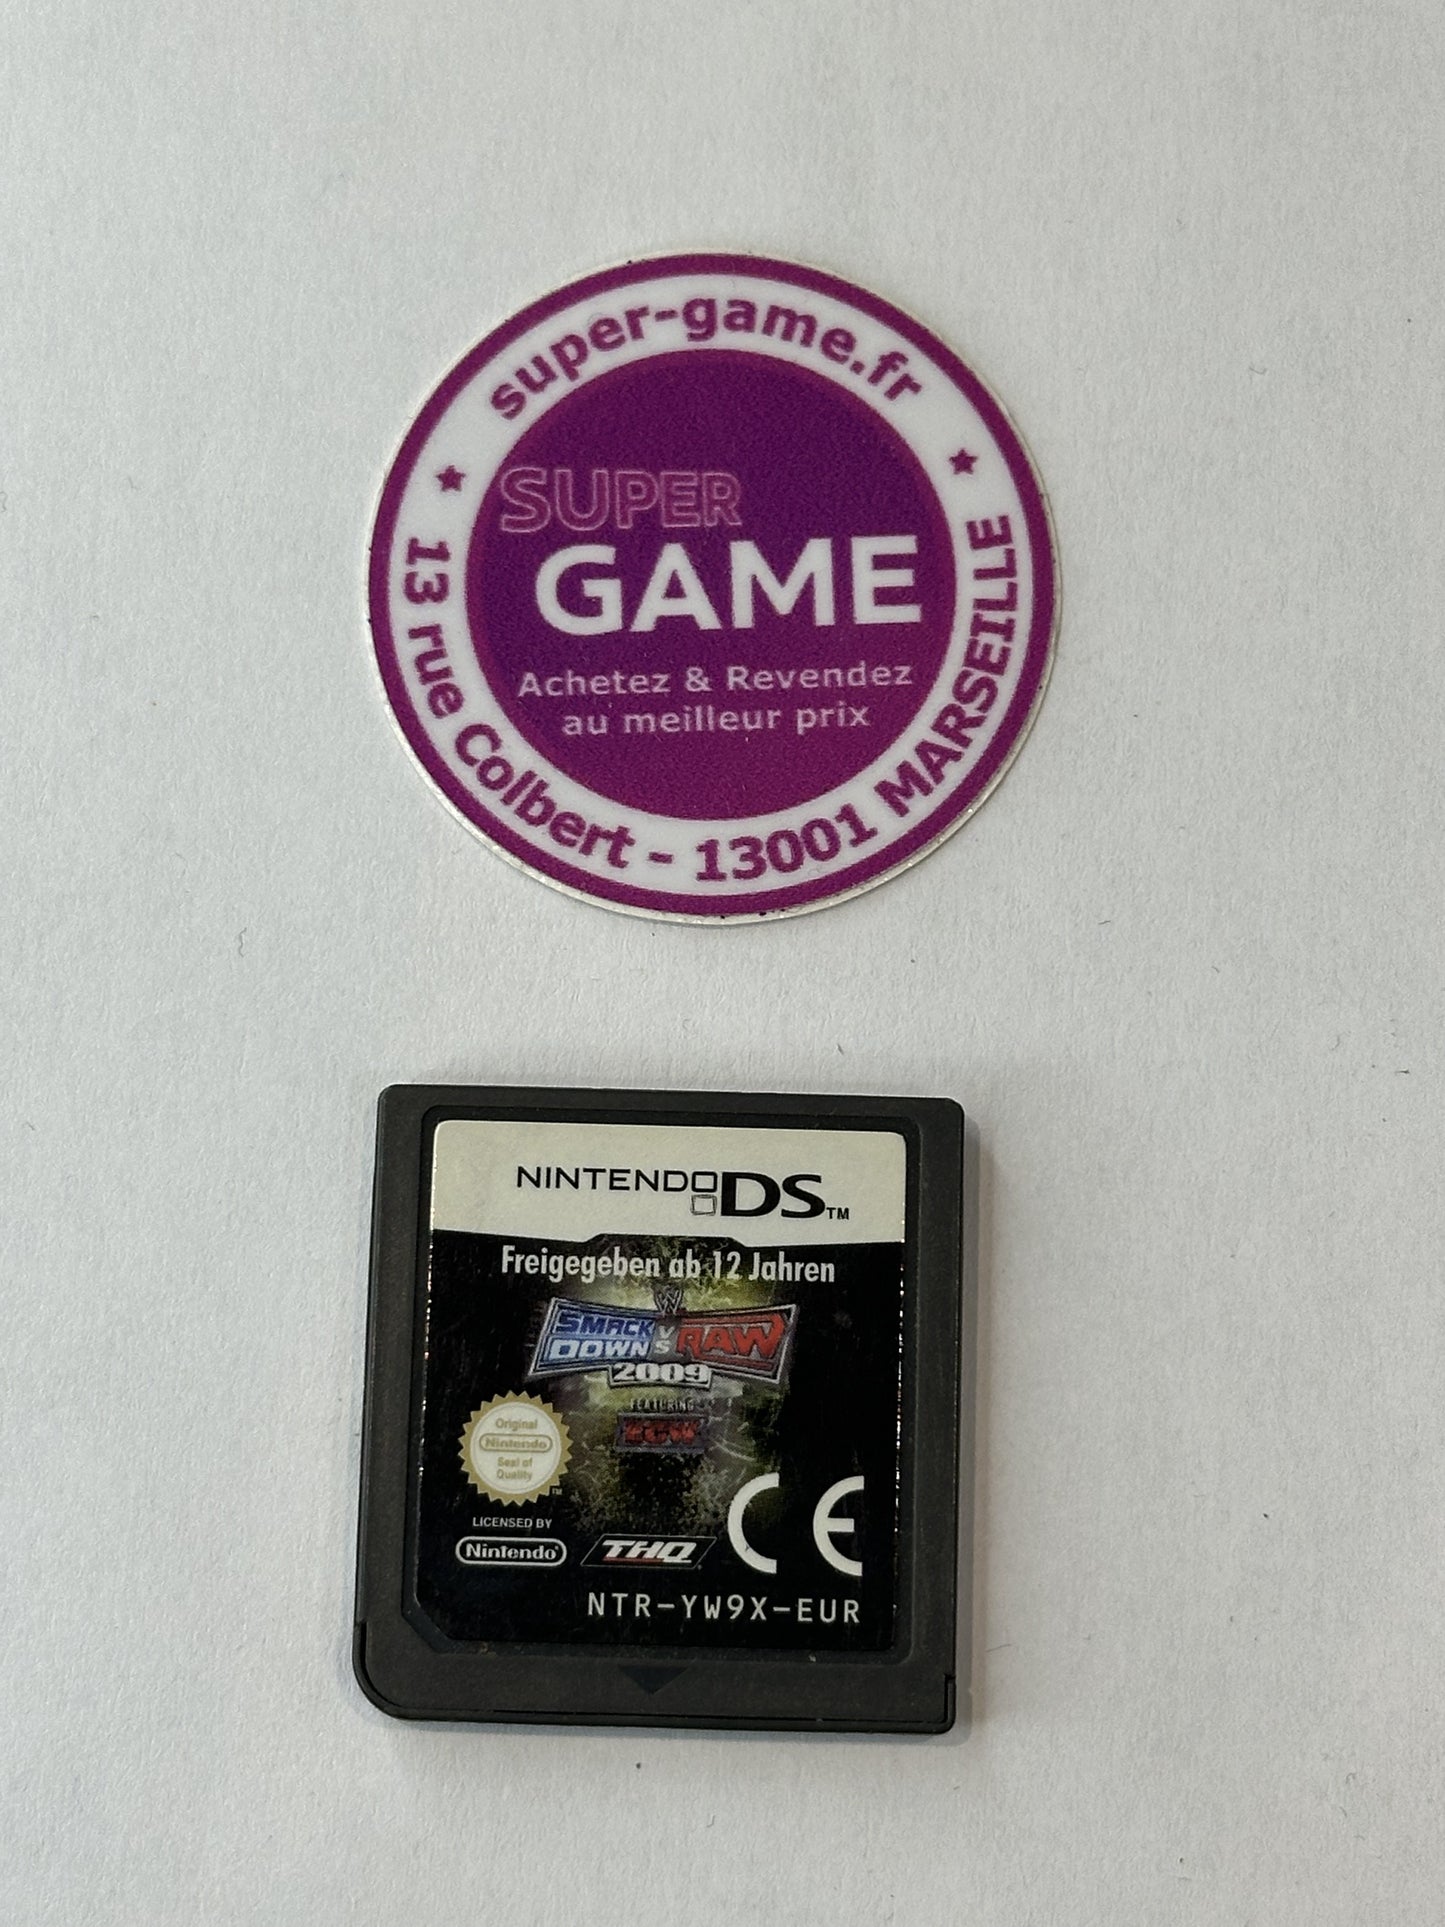 super-game.fr
SUPER
GAME
Achetez & Revendez
au meilleur prix
13 rue Colbert - 13001 MARSEILLE
NINTENDO DS™
Freigegeben ab 12 Jahren
W
SMACK
DOWN
VS
RAW
2009
FEATURING
ECW
Original
Nintendo
Seal of
Quality
TM
LICENSED BY
Nintendo®
THQ
CE
NTR-YW9X-EUR